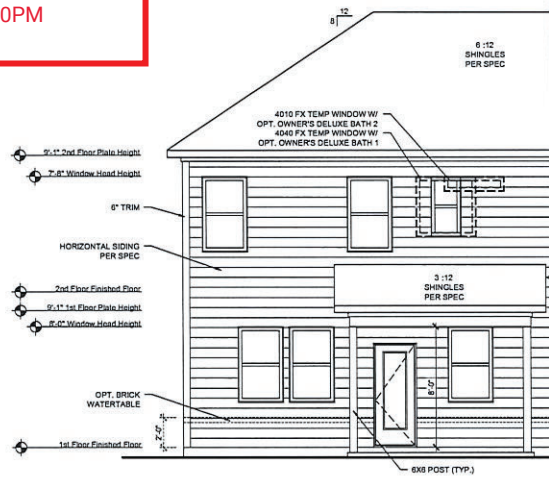 0PM
12
8
6 :12
SHINGLES
PER SPEC
4010 FX TEMP WINDOW W/
OPT. OWNER'S DELUXE BATH 2
4040 FX TEMP WINDOW W/
OPT. OWNER'S DELUXE BATH 1
9'-1" 2nd Floor Plate Height
7'-8" Window Head Height
6" TRIM
HORIZONTAL SIDING
PER SPEC
2nd Floor Finished Floor
9'-1" 1st Floor Plate Height
8'-0" Window Head Height
3 :12
SHINGLES
PER SPEC
OPT. BRICK
WATERTABLE
2'-0"
8'-0"
1st Floor Finished Floor
6X6 POST (TYP.)